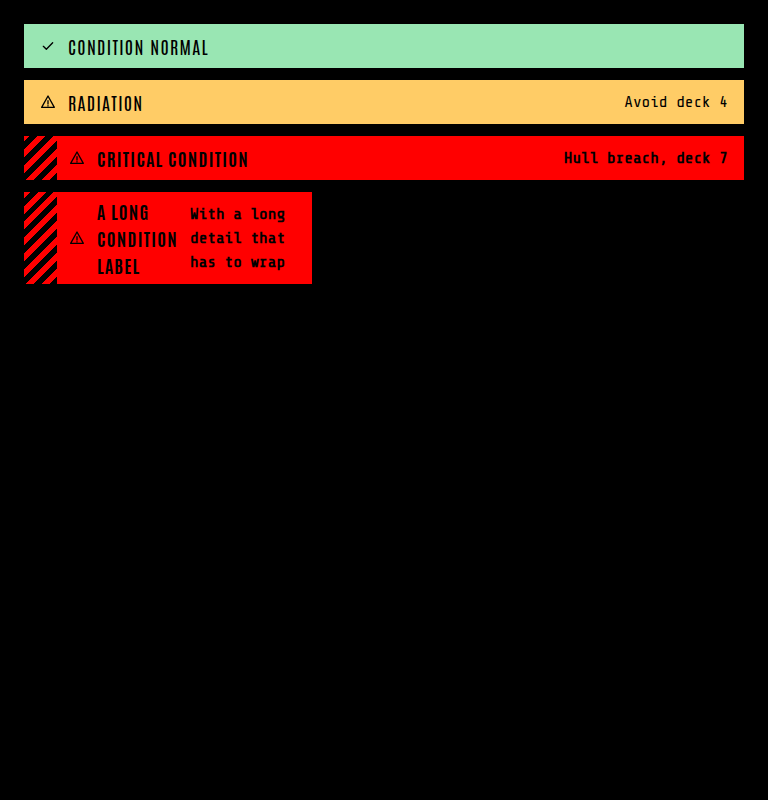 CONDITION NORMAL
RADIATION Avoid deck 4
CRITICAL CONDITION Hull breach, deck 7
A LONG
CONDITION
LABEL
With a long
detail that
has to wrap